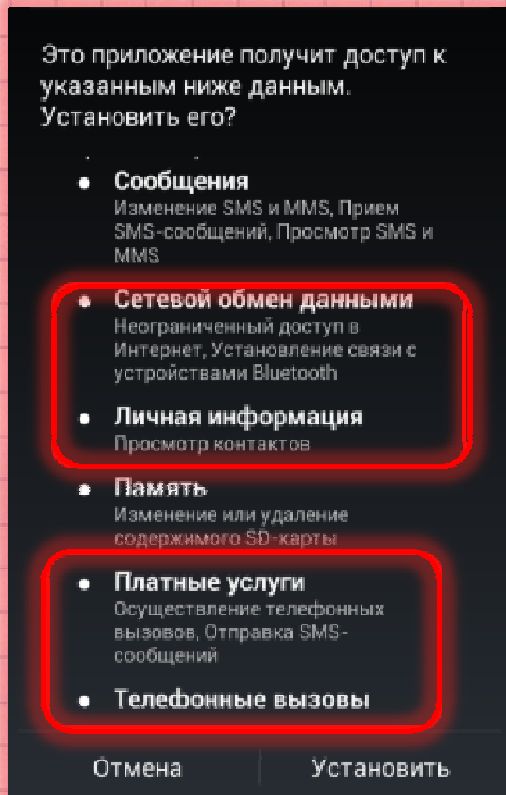 Это приложение получит доступ к
указанным ниже данным.
Установить его?
• Сообщения
Изменение SMS и MMS, Прием
SMS-сообщений, Просмотр SMS и
MMS
• Сетевой обмен данными
Неограниченный доступ в
Интернет, Установление связи с
устройствами Bluetooth
• Личная информация
Просмотр контактов
• Память
Изменение или удаление
содержимого SD-карты
• Платные услуги
Осуществление телефонных
вызовов, Отправка SMS-
сообщений
• Телефонные вызовы
Отмена
Установить